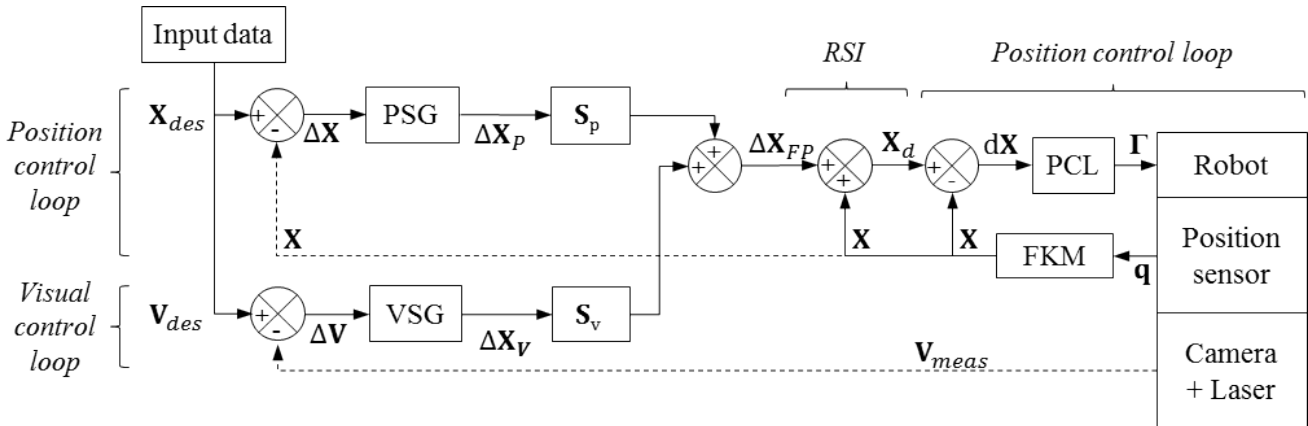 Input data
RSI
Position control loop
Position
control
loop
X_des
+
-
ΔX
PSG
ΔX_P
S_p
+
+
ΔX_FP
+
+
X_d
+
-
dX
PCL
Γ
Robot
X
X
X
FKM
q
Position
sensor
Visual
control
loop
V_des
+
-
ΔV
VSG
ΔX_V
S_v
V_meas
Camera
+ Laser